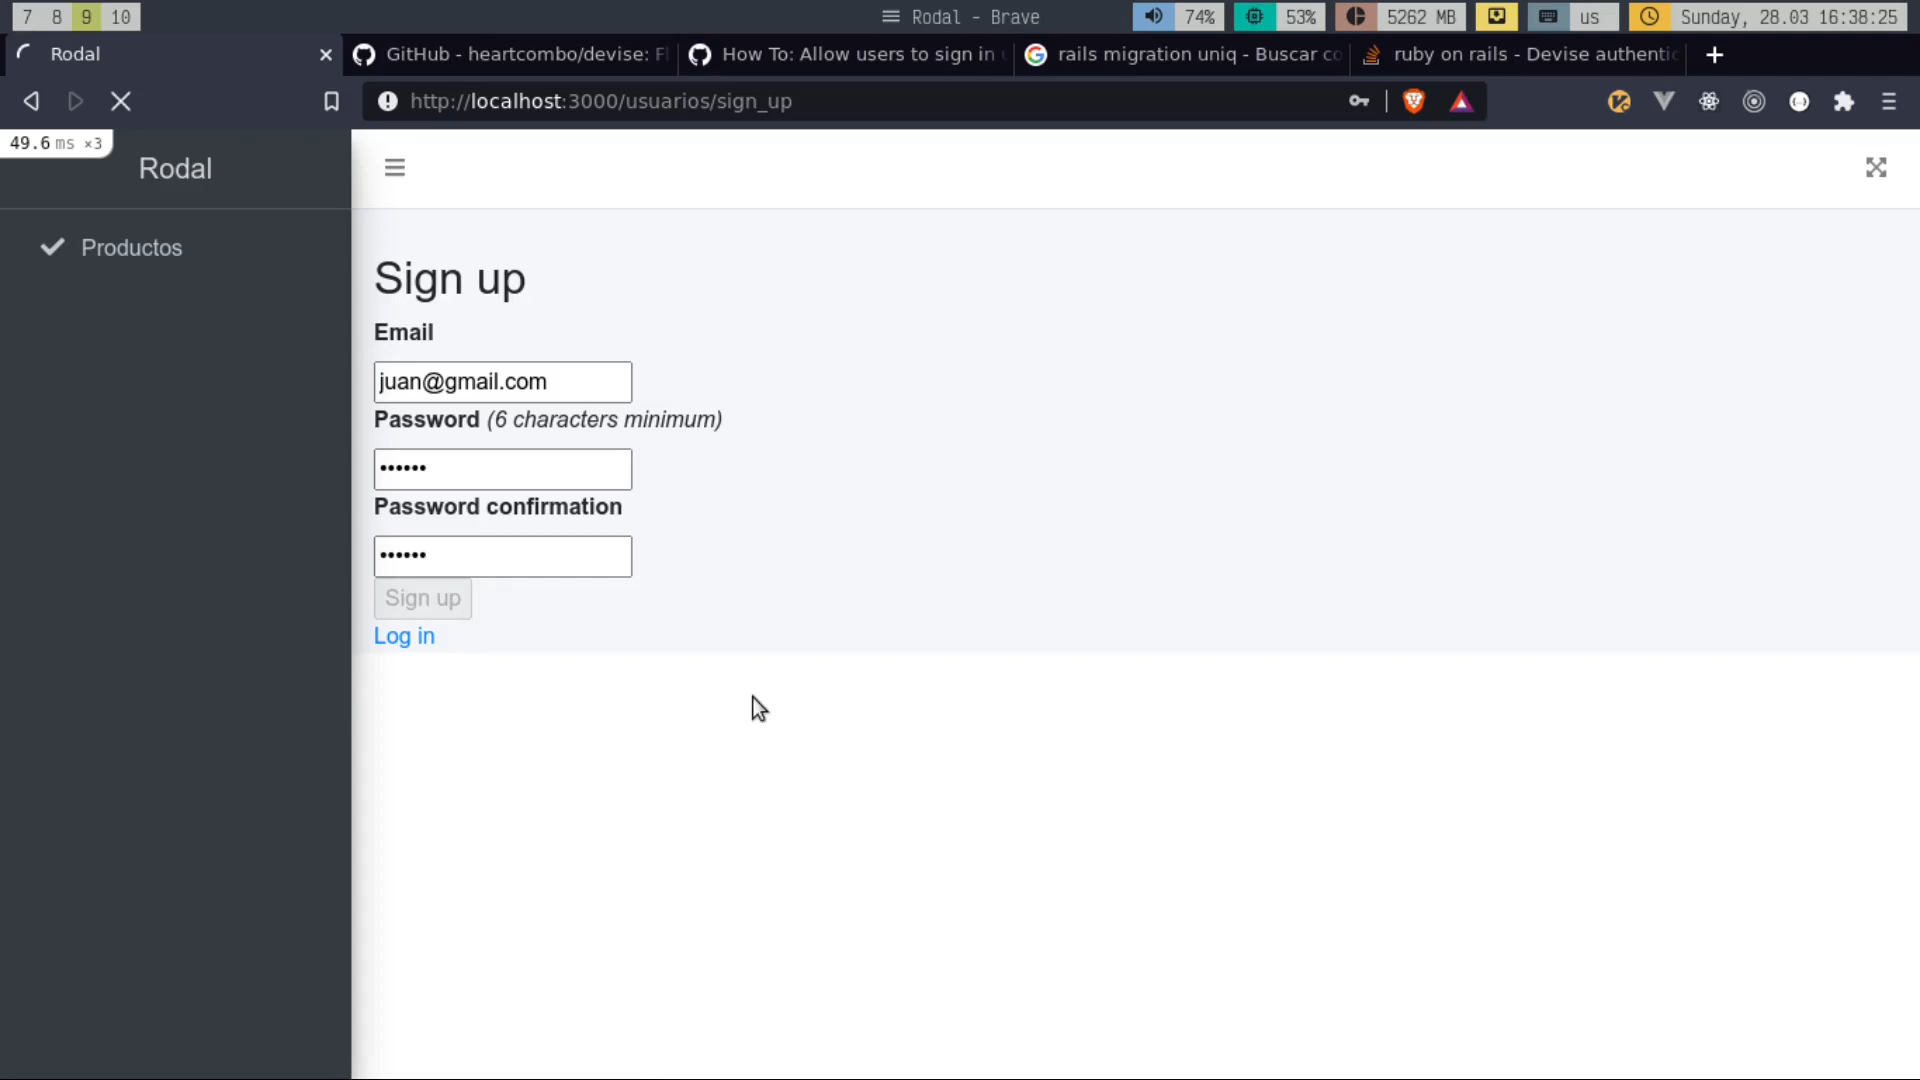 7 8 9 10 Rodal - Brave 74% 53% 5262 MB us Sunday, 28.03 16:38:25
Rodal GitHub - heartcombo/devise: Fl How To: Allow users to sign in rails migration uniq - Buscar co ruby on rails - Devise authentic
http://localhost:3000/usuarios/sign_up
49.6 ms ×3
Rodal
Productos
Sign up
Email
juan@gmail.com
Password (6 characters minimum)
••••••
Password confirmation
••••••
Sign up
Log in